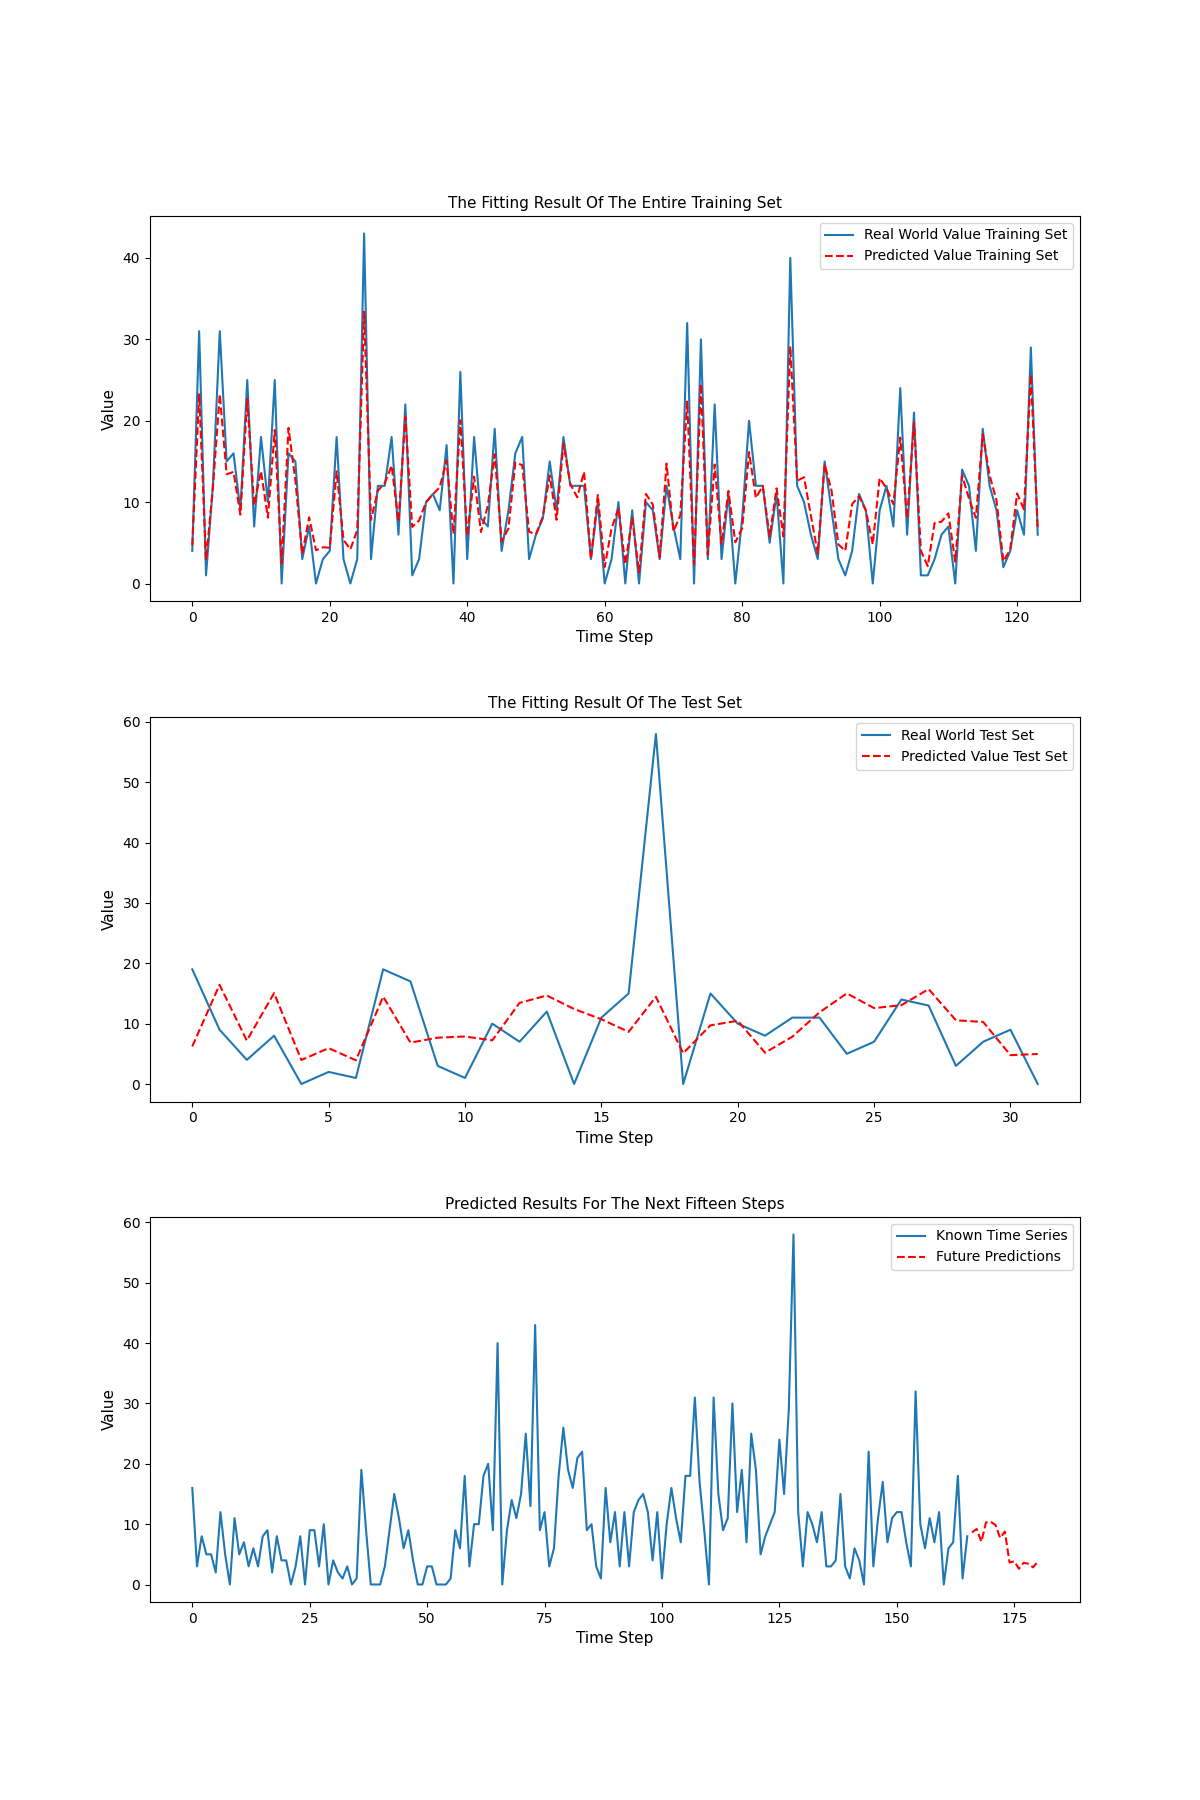 The Fitting Result Of The Entire Training Set
Real World Value Training Set
Predicted Value Training Set
Value
40
30
20
10
0
0 20 40 60 80 100 120
Time Step
The Fitting Result Of The Test Set
Real World Test Set
Predicted Value Test Set
Value
60
50
40
30
20
10
0
0 5 10 15 20 25 30
Time Step
Predicted Results For The Next Fifteen Steps
Known Time Series
Future Predictions
Value
60
50
40
30
20
10
0
0 25 50 75 100 125 150 175
Time Step